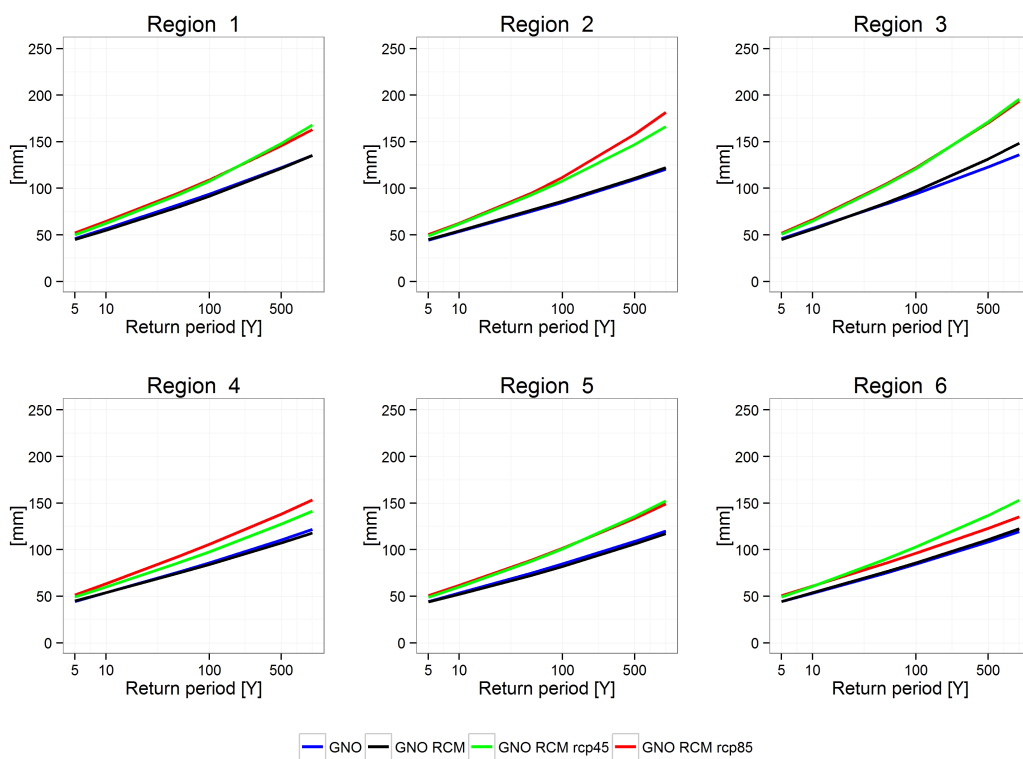 Region 1 Region 2 Region 3
250 250 250
200 200 200
150 150 150
[mm] [mm] [mm]
100 100 100
50 50 50
0 0 0
5 10 100 500 5 10 100 500 5 10 100 500
Return period [Y] Return period [Y] Return period [Y]
Region 4 Region 5 Region 6
250 250 250
200 200 200
150 150 150
[mm] [mm] [mm]
100 100 100
50 50 50
0 0 0
5 10 100 500 5 10 100 500 5 10 100 500
Return period [Y] Return period [Y] Return period [Y]
GNO GNO RCM GNO RCM rcp45 GNO RCM rcp85